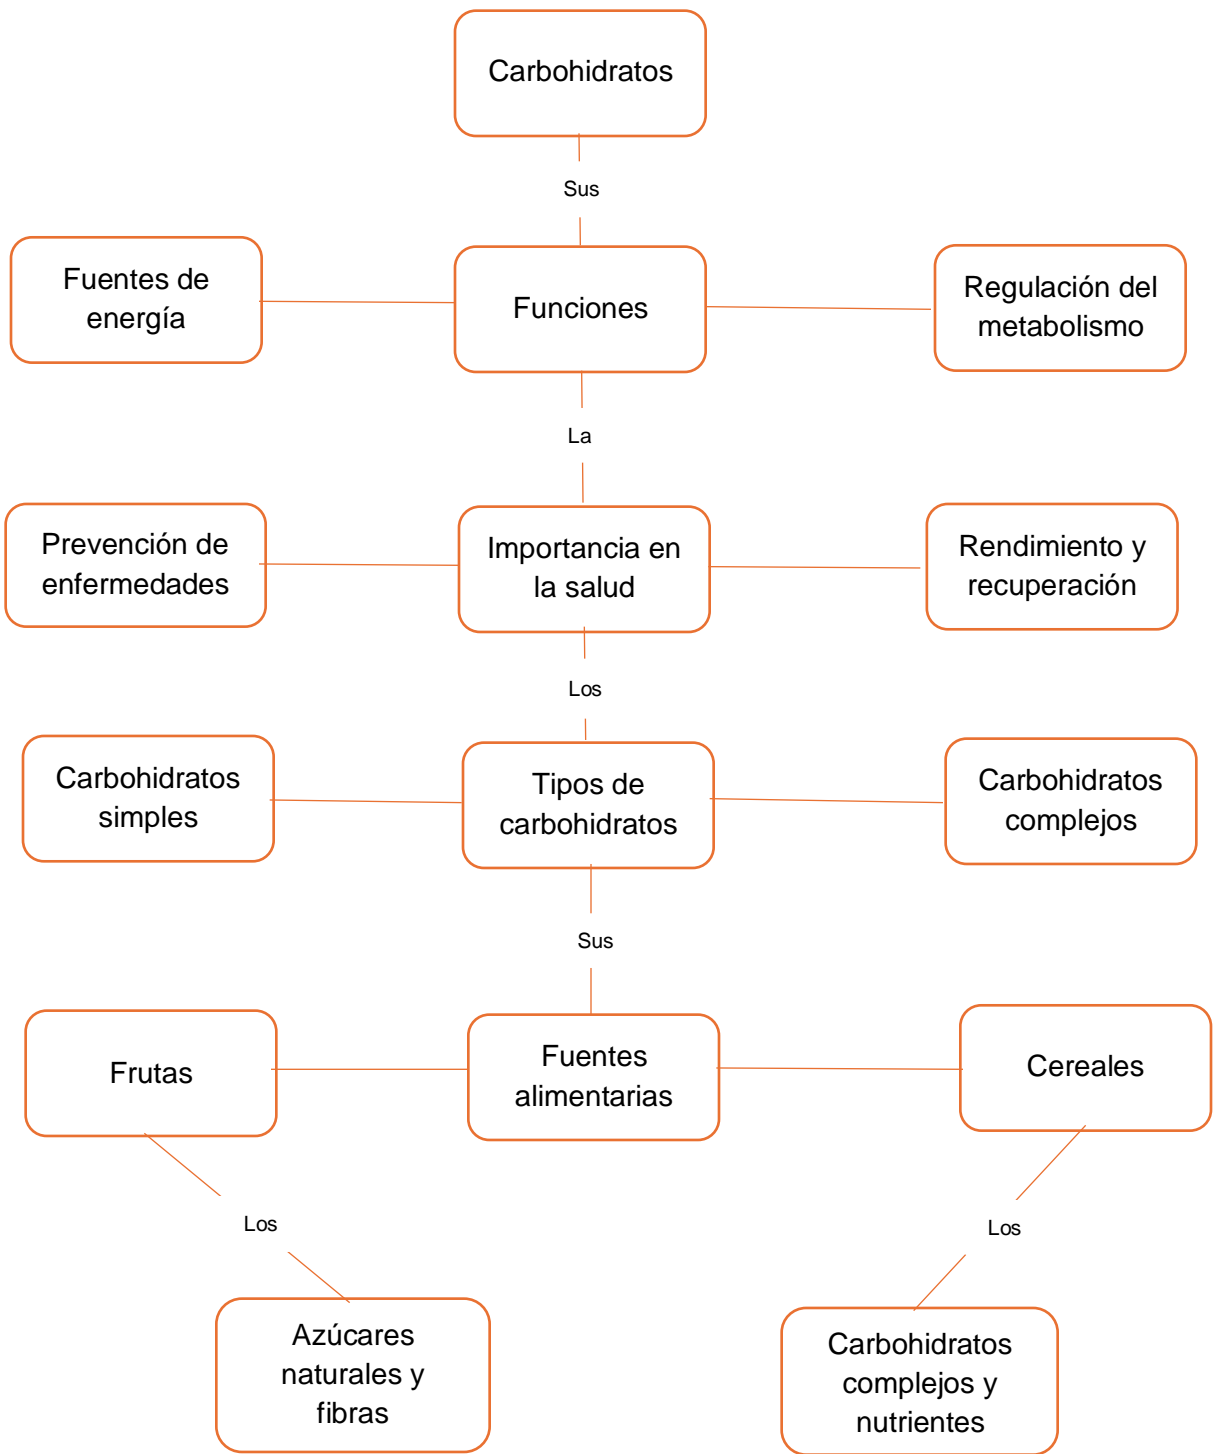 Carbohidratos
Sus
Fuentes de
energía
Funciones
Regulación del
metabolismo
La
Prevención de
enfermedades
Importancia en
la salud
Rendimiento y
recuperación
Los
Carbohidratos
simples
Tipos de
carbohidratos
Carbohidratos
complejos
Sus
Frutas
Fuentes
alimentarias
Cereales
Los
Los
Azúcares
naturales y
fibras
Carbohidratos
complejos y
nutrientes